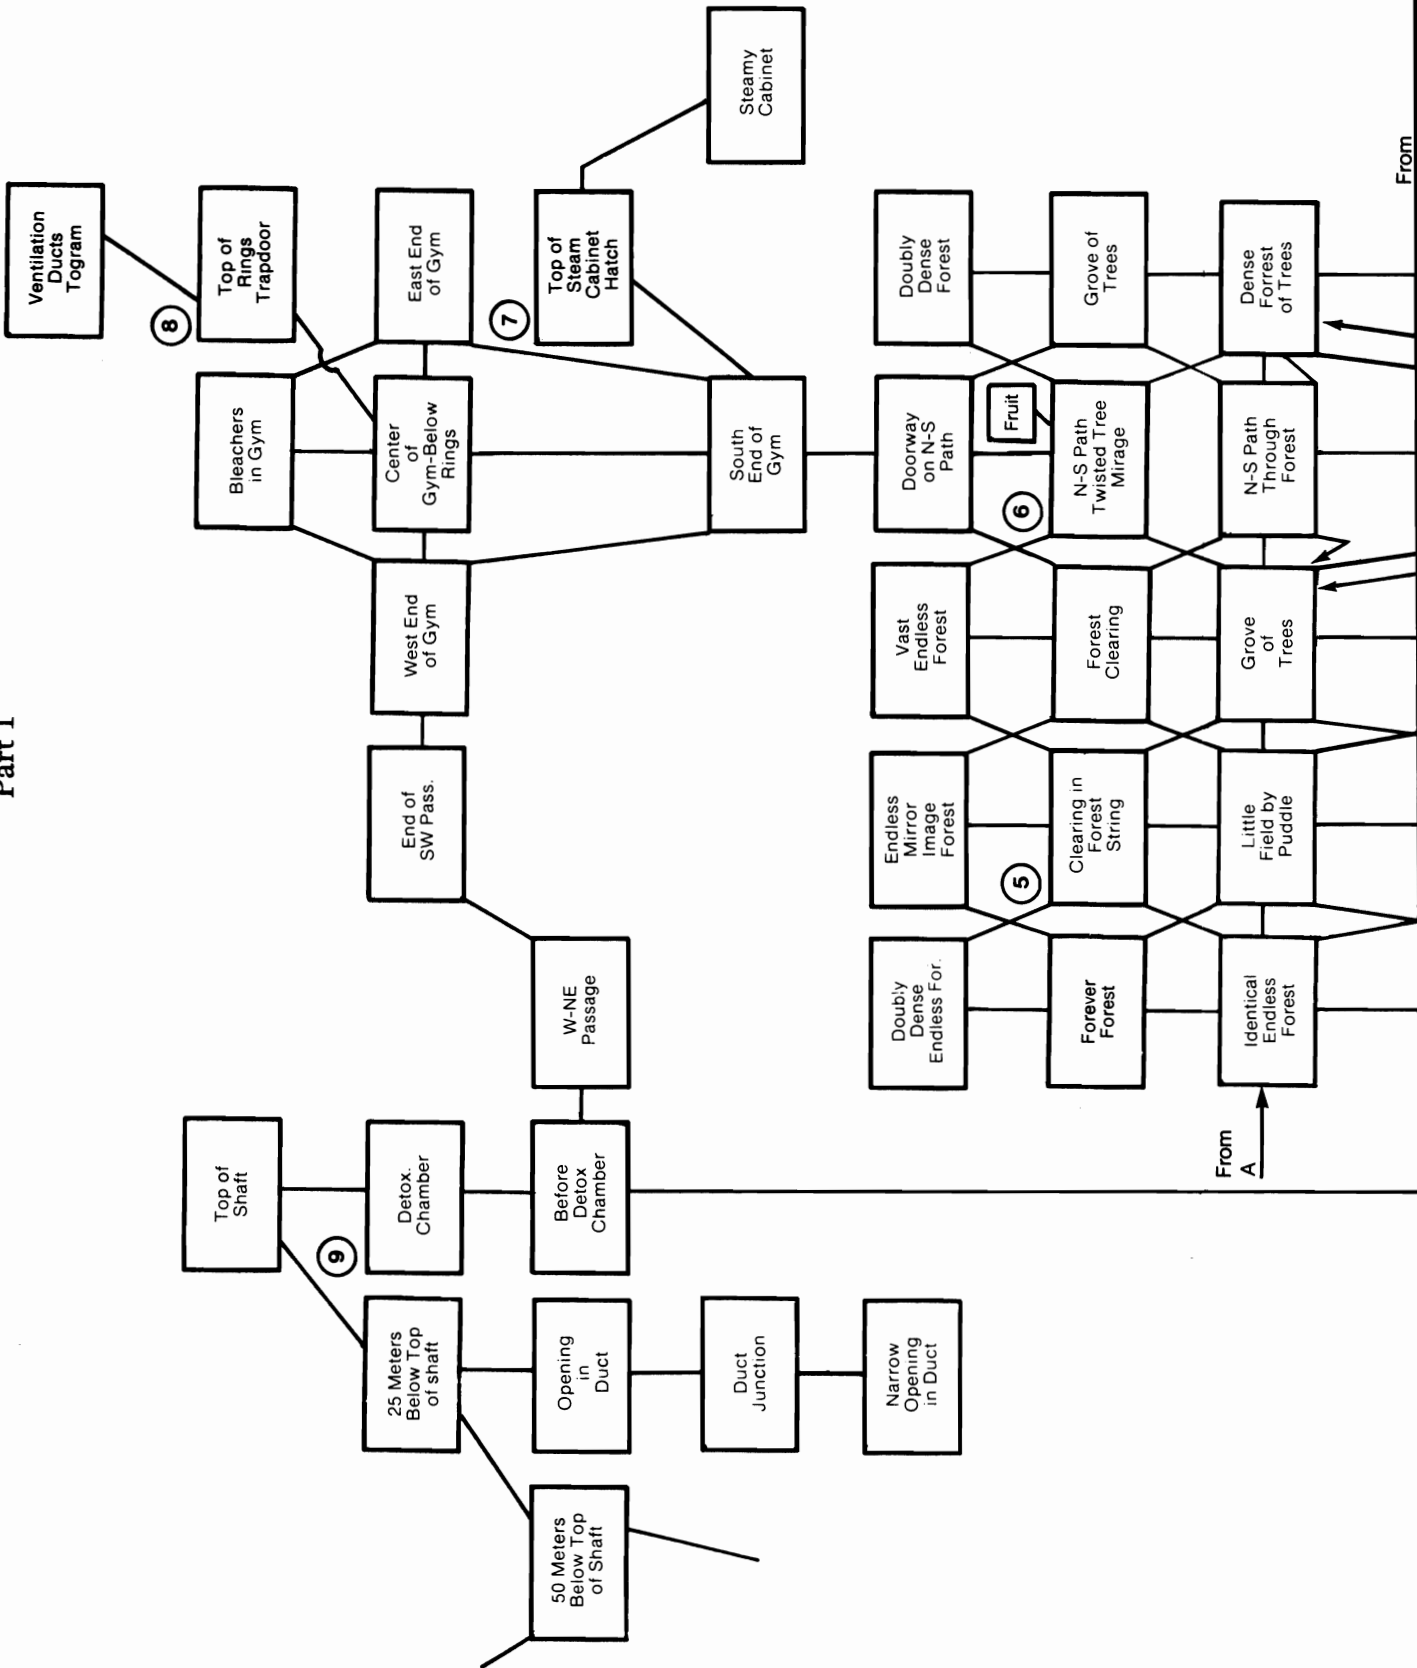 Part 1
Ventilation
Ducts
Togram
8
Top of
Rings
Trapdoor
Bleachers
in Gym
East End
of Gym
Center
of
Gym-Below
Rings
West End
of Gym
End of
SW Pass.
7
Top of
Steam
Cabinet
Hatch
Steamy
Cabinet
South
End of
Gym
W-NE
Passage
Top of
Shaft
9
Detox.
Chamber
Before
Detox
Chamber
25 Meters
Below Top
of shaft
Opening
in
Duct
Duct
Junction
Narrow
Opening
in Duct
50 Meters
Below Top
of Shaft
Doubly
Dense
Endless For.
Endless
Mirror
Image
Forest
Vast
Endless
Forest
Doorway
on N-S
Path
Doubly
Dense
Forest
5
6
Fruit
Forever
Forest
Clearing in
Forest
String
Forest
Clearing
N-S Path
Twisted Tree
Mirage
Grove of
Trees
From
A
Identical
Endless
Forest
Little
Field by
Puddle
Grove
of
Trees
N-S Path
Through
Forest
Dense
Forrest
of Trees
From